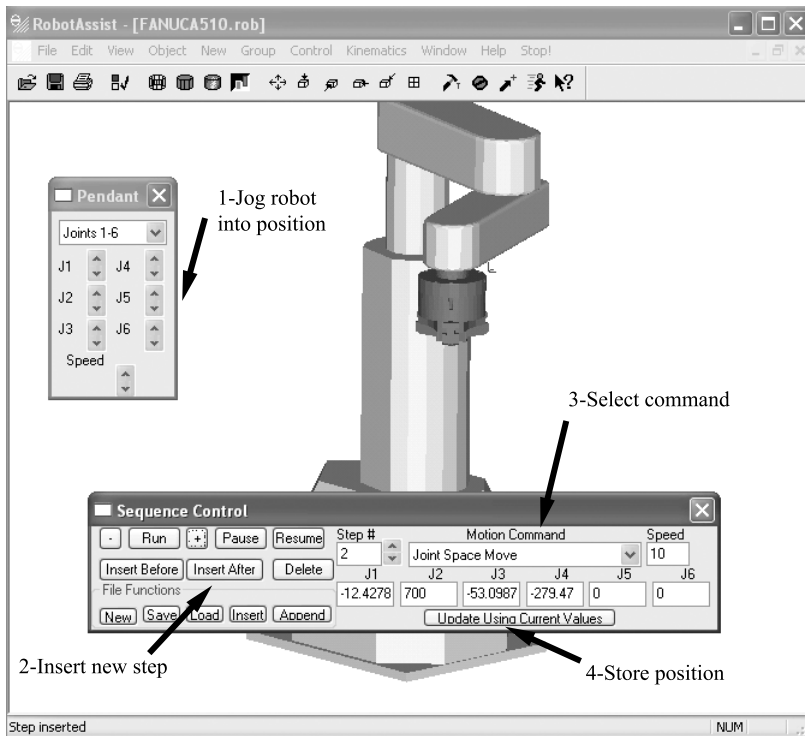 RobotAssist - [FANUCA510.rob]
File Edit View Object New Group Control Kinematics Window Help Stop!
Pendant
Joints 1-6
J1 J4
J2 J5
J3 J6
Speed
1-Jog robot
into position
3-Select command
Sequence Control
- Run + Pause Resume Step # Motion Command Speed
2 Joint Space Move 10
Insert Before Insert After Delete
J1 J2 J3 J4 J5 J6
File Functions
-12.4278 700 -53.0987 -279.47 0 0
New Save Load Insert Append
Update Using Current Values
2-Insert new step
4-Store position
Step inserted NUM